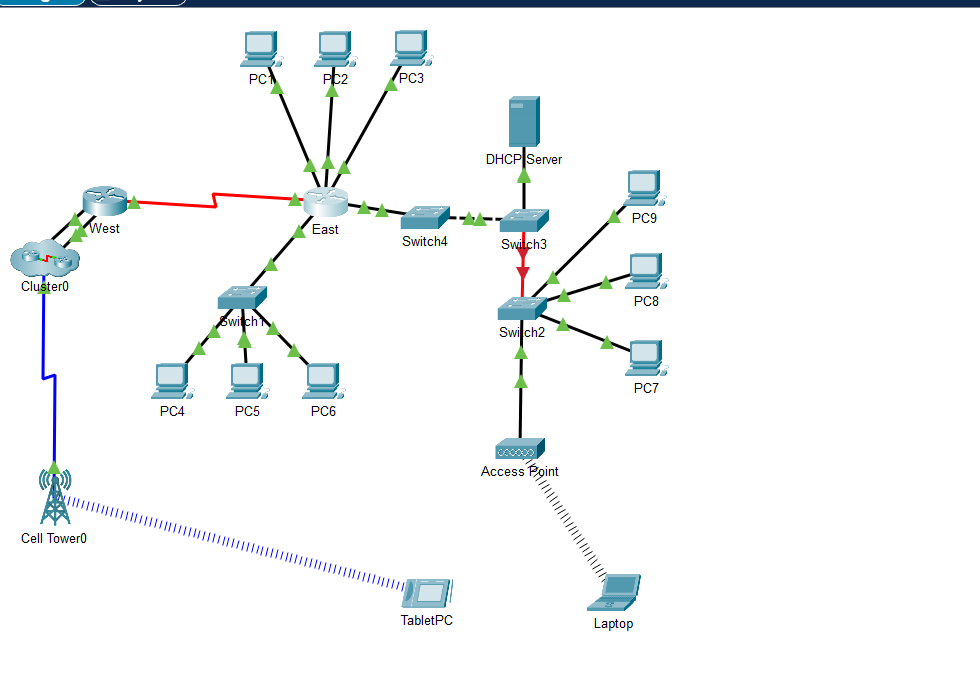 PC1
PC2
PC3
DHCP Server
PC9
West
East
Switch4
Switch3
Cluster0
PC8
Switch1
Switch2
PC7
PC4
PC5
PC6
Access Point
Cell Tower0
TabletPC
Laptop